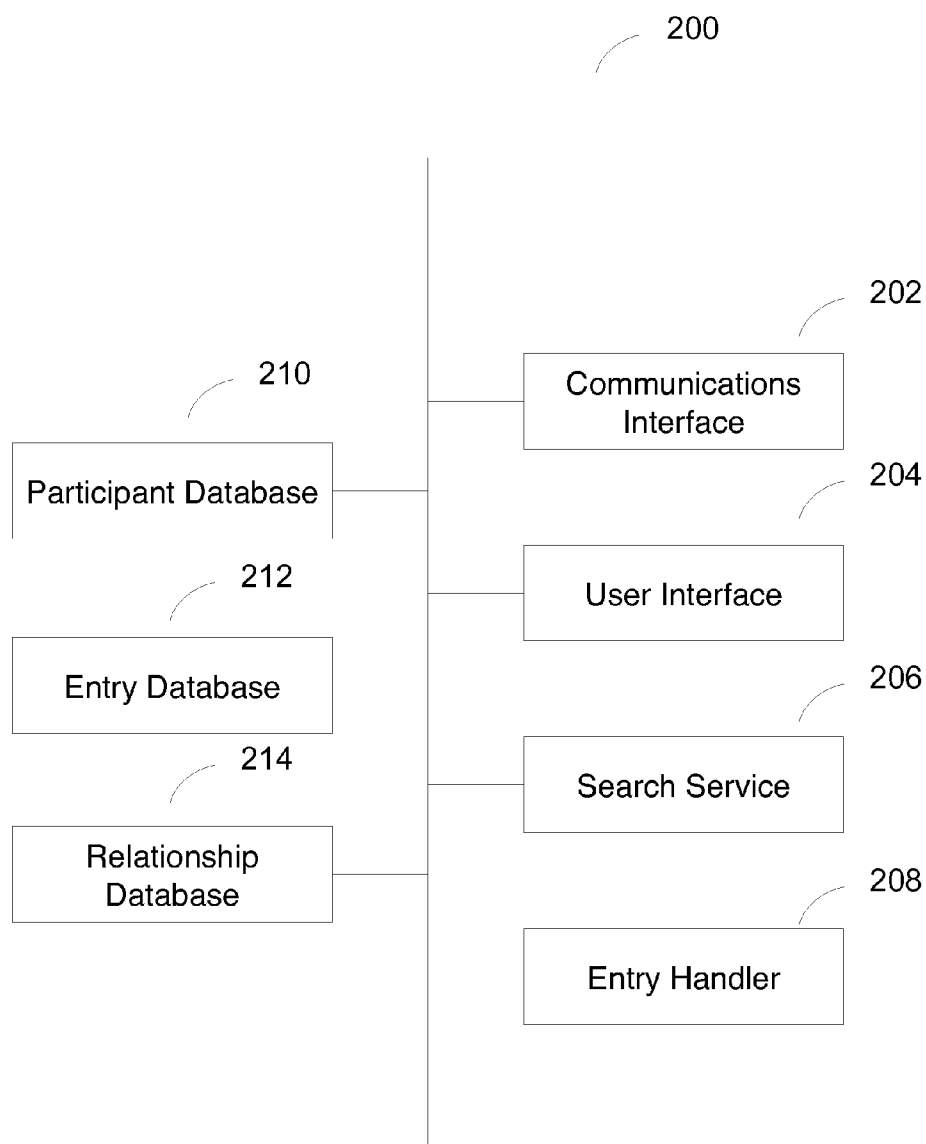 200
202
Communications
Interface
210
Participant Database
204
User Interface
212
Entry Database
206
Search Service
214
Relationship
Database
208
Entry Handler